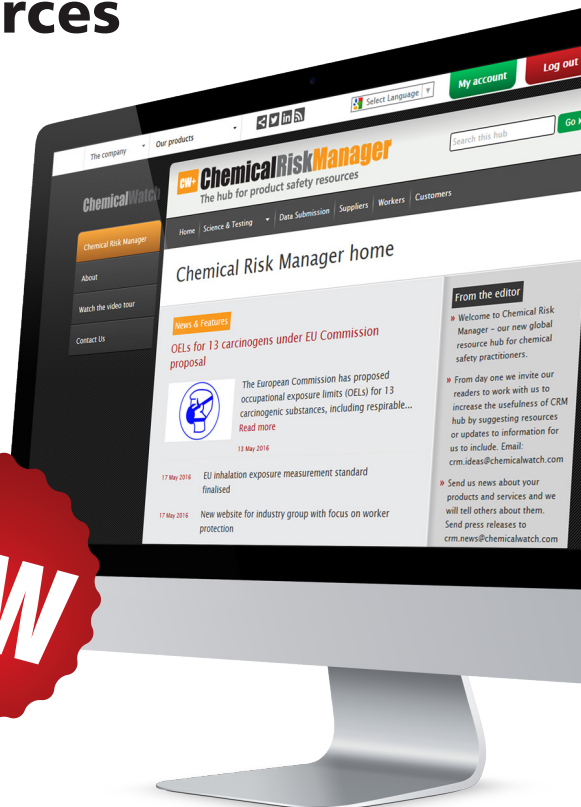 rces
The company
Our products
Select Language
My account
Log out
ChemicalWatch
CW+ ChemicalRiskManager
The hub for product safety resources
Search this hub
Go
Home
Science & Testing
Data Submission
Suppliers
Workers
Customers
Chemical Risk Manager
About
Watch the video tour
Contact Us
Chemical Risk Manager home
News & Features
OELs for 13 carcinogens under EU Commission
proposal
The European Commission has proposed
occupational exposure limits (OELs) for 13
carcinogenic substances, including respirable...
Read more
13 May 2016
17 May 2016 EU inhalation exposure measurement standard
finalised
17 May 2016 New website for industry group with focus on worker
protection
From the editor
» Welcome to Chemical Risk
Manager – our new global
resource hub for chemical
safety practitioners.
» From day one we invite our
readers to work with us to
increase the usefulness of CRM
hub by suggesting resources
or updates to information for
us to include. Email:
crm.ideas@chemicalwatch.com
» Send us news about your
products and services and we
will tell others about them.
Send press releases to
crm.news@chemicalwatch.com
W